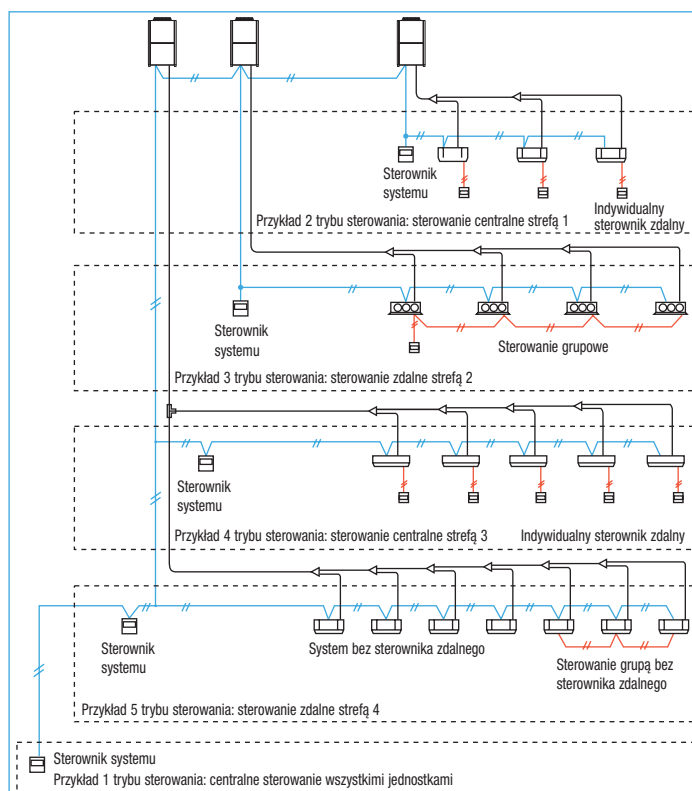 Sterownik
systemu
Indywidualny
sterownik zdalny
Przykład 2 trybu sterowania: sterowanie centralne strefą 1
Sterownik
systemu
Sterowanie grupowe
Przykład 3 trybu sterowania: sterowanie zdalne strefą 2
Sterownik
systemu
Przykład 4 trybu sterowania: sterowanie centralne strefą 3
Indywidualny sterownik zdalny
Sterownik
systemu
System bez sterownika zdalnego
Sterowanie grupą bez
sterownika zdalnego
Przykład 5 trybu sterowania: sterowanie zdalne strefą 4
Sterownik systemu
Przykład 1 trybu sterowania: centralne sterowanie wszystkimi jednostkami